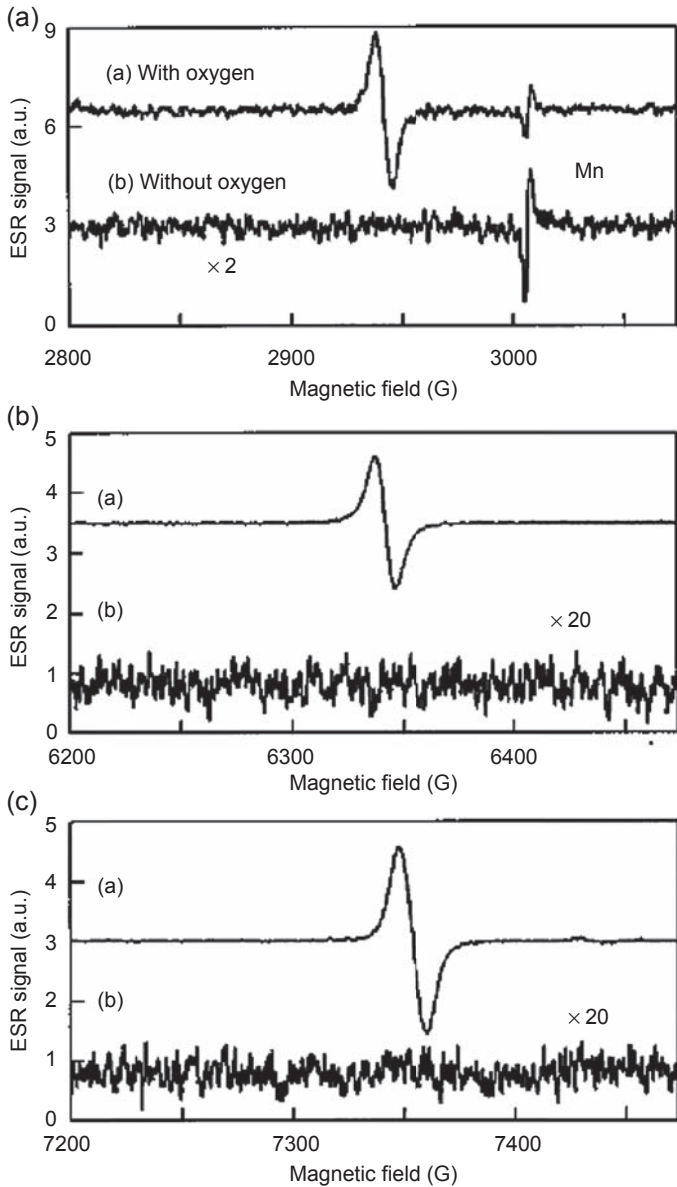 (a)
9
(a) With oxygen
6
(b) Without oxygen
Mn
3
× 2
0
ESR signal (a.u.)
2800 2900 3000
Magnetic field (G)
(b)
5
4
(a)
3
2
(b)
× 20
1
0
ESR signal (a.u.)
6200 6300 6400
Magnetic field (G)
(c)
5
4
(a)
3
2
(b)
× 20
1
0
ESR signal (a.u.)
7200 7300 7400
Magnetic field (G)